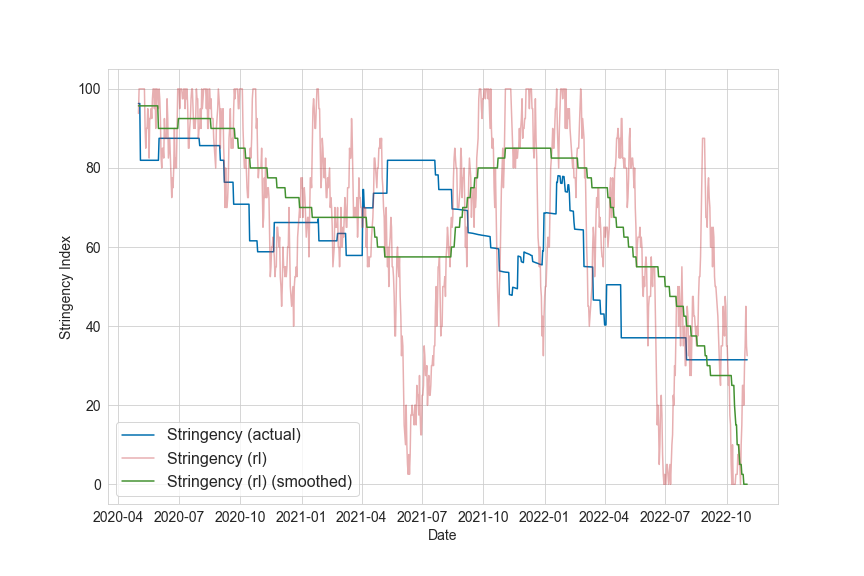 100
80
60
40
20
0
Stringency Index
Stringency (actual)
Stringency (rl)
Stringency (rl) (smoothed)
2020-04 2020-07 2020-10 2021-01 2021-04 2021-07 2021-10 2022-01 2022-04 2022-07 2022-10
Date